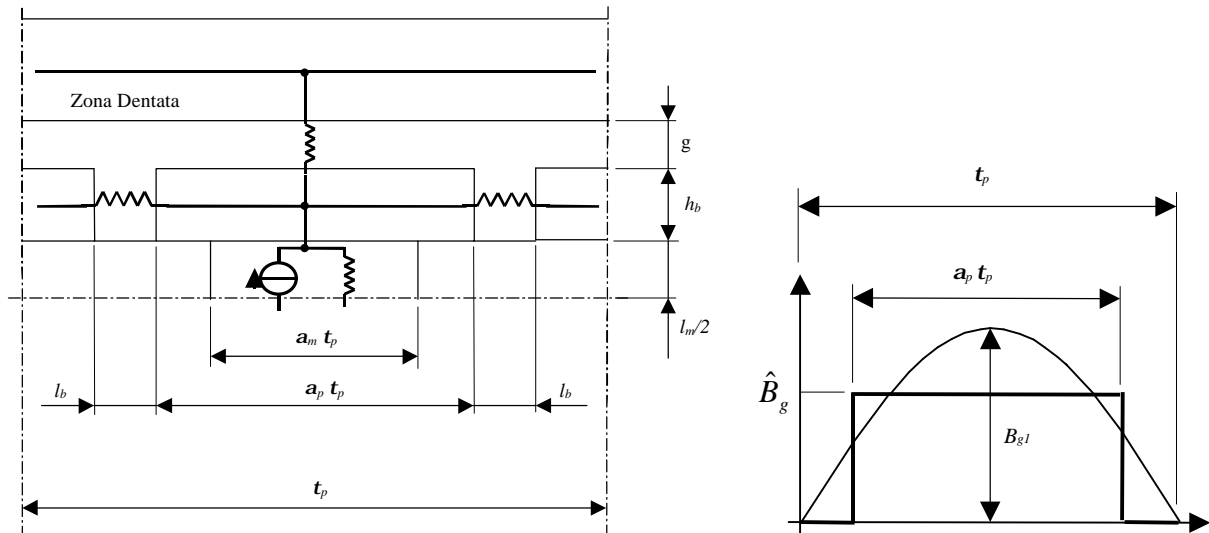 Zona Dentata
g
h_b
l_m/2
a_m t_p
l_b
a_p t_p
l_b
t_p
t_p
a_p t_p
B̂_g
B_g1